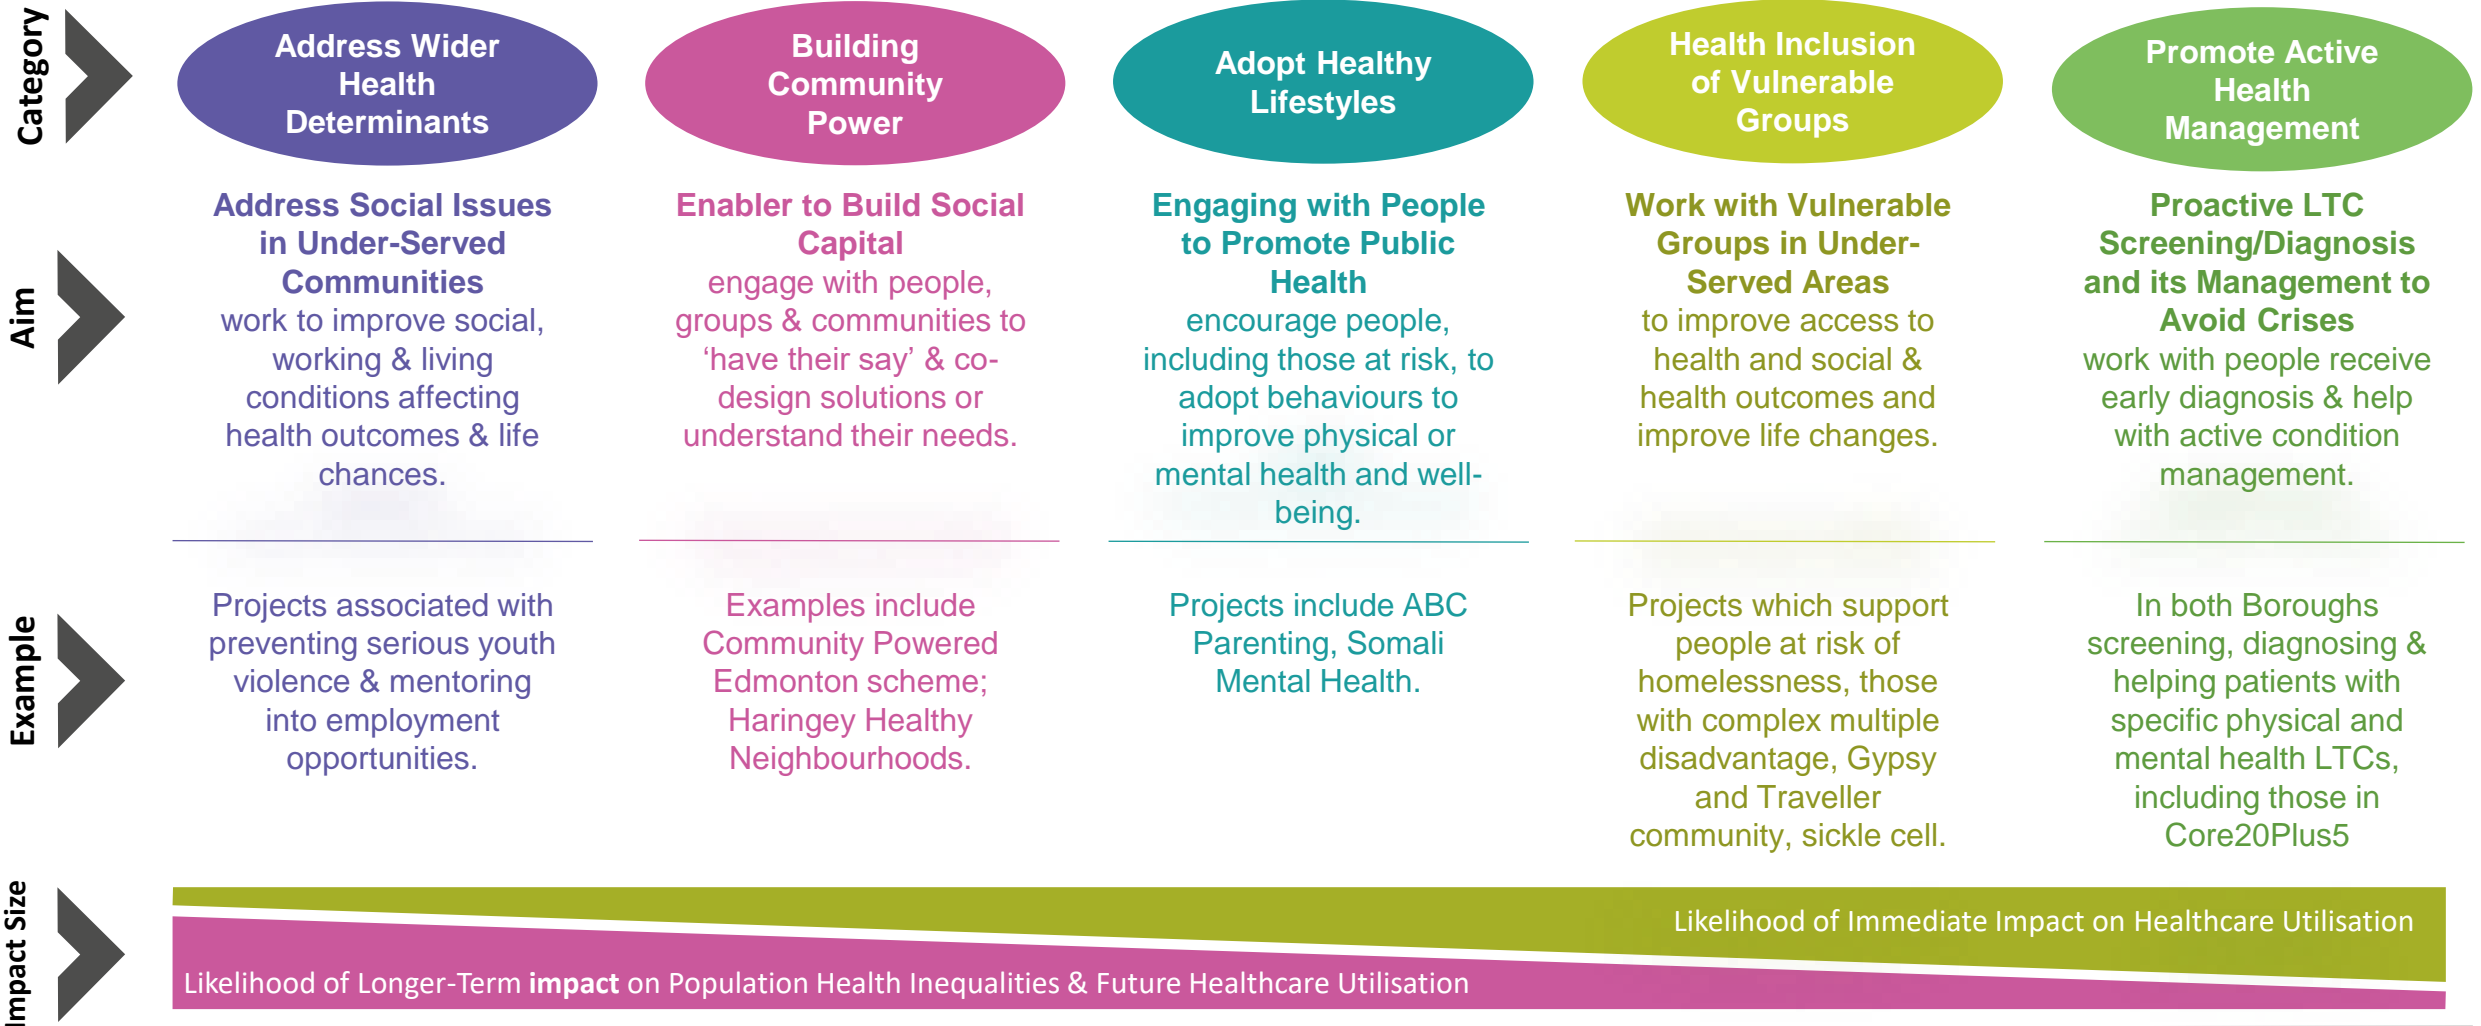 Category
Address Wider
Health
Determinants
Building
Community
Power
Adopt Healthy
Lifestyles
Health Inclusion
of Vulnerable
Groups
Promote Active
Health
Management
Aim
Address Social Issues
in Under-Served
Communities
work to improve social,
working & living
conditions affecting
health outcomes & life
chances.
Enabler to Build Social
Capital
engage with people,
groups & communities to
‘have their say’ & co-
design solutions or
understand their needs.
Engaging with People
to Promote Public
Health
encourage people,
including those at risk, to
adopt behaviours to
improve physical or
mental health and well-
being.
Work with Vulnerable
Groups in Under-
Served Areas
to improve access to
health and social &
health outcomes and
improve life changes.
Proactive LTC
Screening/Diagnosis
and its Management to
Avoid Crises
work with people receive
early diagnosis & help
with active condition
management.
Example
Projects associated with
preventing serious youth
violence & mentoring
into employment
opportunities.
Examples include
Community Powered
Edmonton scheme;
Haringey Healthy
Neighbourhoods.
Projects include ABC
Parenting, Somali
Mental Health.
Projects which support
people at risk of
homelessness, those
with complex multiple
disadvantage, Gypsy
and Traveller
community, sickle cell.
In both Boroughs
screening, diagnosing &
helping patients with
specific physical and
mental health LTCs,
including those in
Core20Plus5
Impact Size
Likelihood of Immediate Impact on Healthcare Utilisation
Likelihood of Longer-Term impact on Population Health Inequalities & Future Healthcare Utilisation